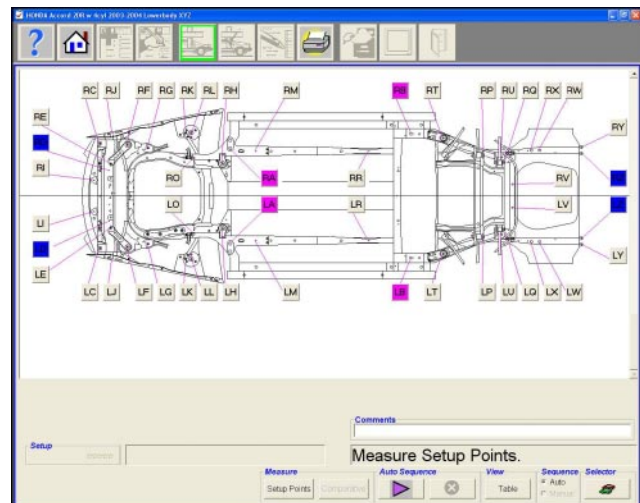 HONDA Accord 2DR w 6cyl 2003-2004 Lowerbody XYZ
RC RJ RF RG RK RL RH RM RB RT RP RU RQ RX RW
RE
RY
RI
RO RA RR RV
LI
LO LA LR LV
LE
LY
LC LJ LF LG LK LL LH LM LB LT LP LU LQ LX LW
Comments
Setup
Measure Setup Points.
Measure Auto Sequence View Sequence Selector
Setup Points Comparative Table Auto
Manual